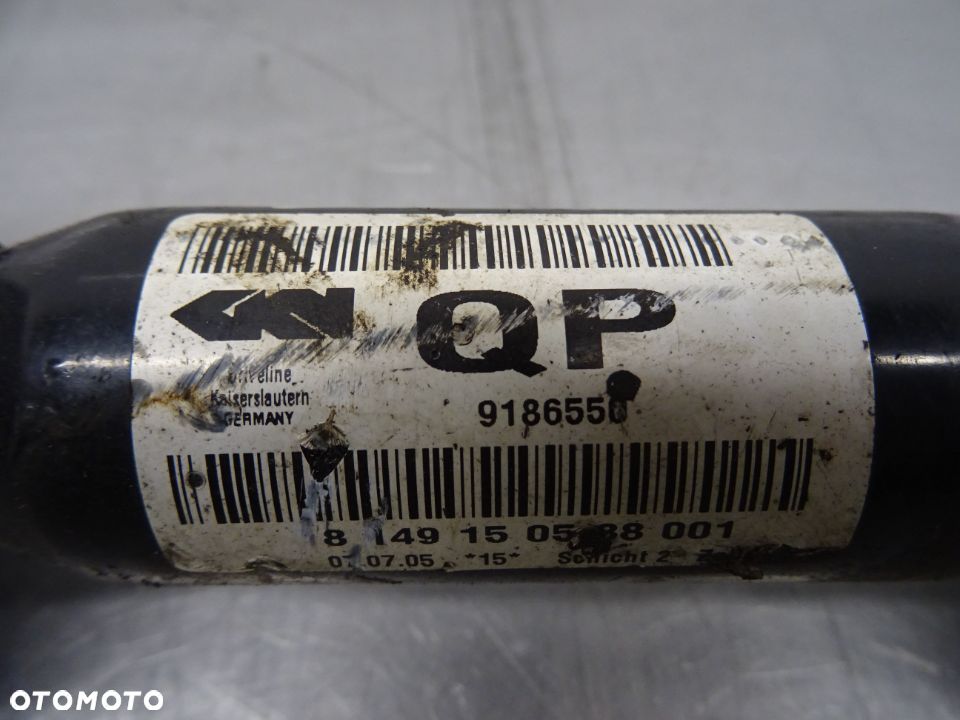 QP
Driveline
Kaiserslautern
GERMANY
9186550
8 149 15 05 88 001
07.07.05 *15* Schicht 2
OTOMOTO